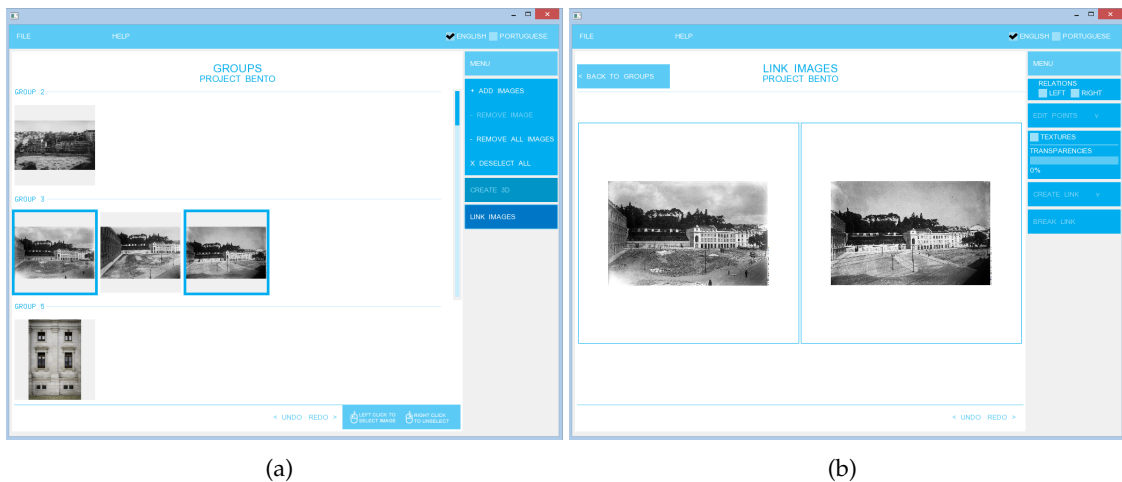 FILE HELP ENGLISH PORTUGUESE
GROUPS
PROJECT BENTO
GROUP 2
GROUP 3
GROUP 5
MENU
+ ADD IMAGES
- REMOVE IMAGE
- REMOVE ALL IMAGES
X DESELECT ALL
CREATE 3D
LINK IMAGES
< UNDO REDO >
LEFT CLICK TO
SELECT IMAGE
RIGHT CLICK
TO UNSELECT
(a)
FILE HELP ENGLISH PORTUGUESE
< BACK TO GROUPS
LINK IMAGES
PROJECT BENTO
MENU
RELATIONS
LEFT RIGHT
EDIT POINTS v
TEXTURES
TRANSPARENCIES
0%
CREATE LINK v
BREAK LINK
< UNDO REDO >
(b)